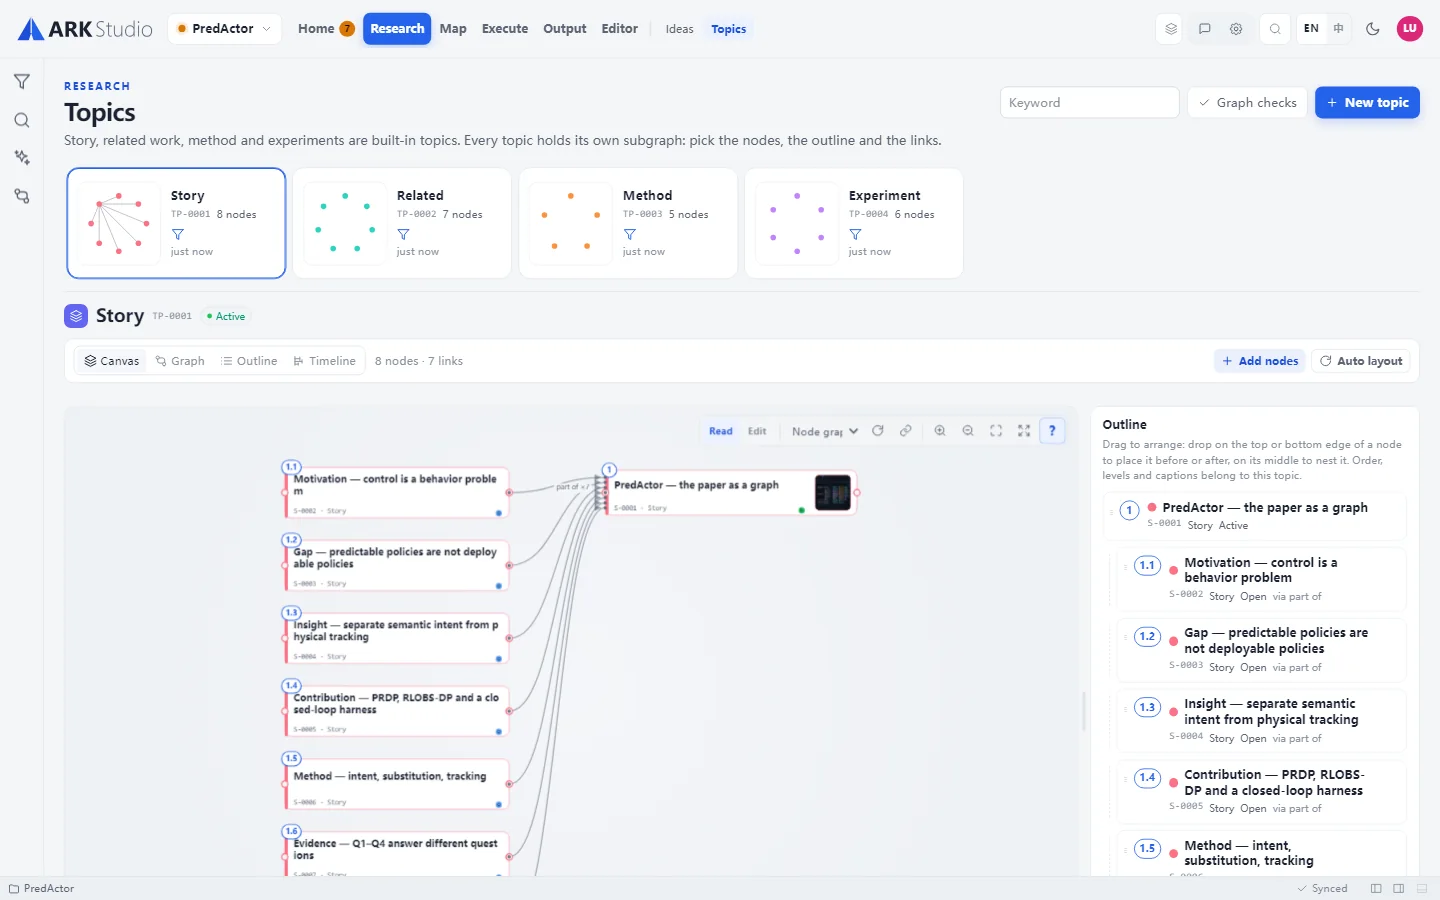 ARK Studio
PredActor
Home 7
Research
Map
Execute
Output
Editor
Ideas
Topics
EN
中
LU
RESEARCH
Topics
Story, related work, method and experiments are built-in topics. Every topic holds its own subgraph: pick the nodes, the outline and the links.
Keyword
Graph checks
+ New topic
Story
TP-0001 8 nodes
just now
Related
TP-0002 7 nodes
just now
Method
TP-0003 5 nodes
just now
Experiment
TP-0004 6 nodes
just now
Story TP-0001 Active
Canvas
Graph
Outline
Timeline
8 nodes · 7 links
+ Add nodes
Auto layout
Read
Edit
Node grap
?
1.1
Motivation — control is a behavior proble
m
S-0002 · Story
part of
1
PredActor — the paper as a graph
S-0001 · Story
1.2
Gap — predictable policies are not deploy
able policies
S-0003 · Story
1.3
Insight — separate semantic intent from p
hysical tracking
S-0004 · Story
1.4
Contribution — PRDP, RLOBS-DP and a clo
sed-loop harness
S-0005 · Story
1.5
Method — intent, substitution, tracking
S-0006 · Story
1.6
Evidence — Q1–Q4 answer different quest
ions
Outline
Drag to arrange: drop on the top or bottom edge of a node
to place it before or after, on its middle to nest it. Order,
levels and captions belong to this topic.
1 PredActor — the paper as a graph
S-0001 Story Active
1.1 Motivation — control is a
behavior problem
S-0002 Story Open via part of
1.2 Gap — predictable policies are
not deployable policies
S-0003 Story Open via part of
1.3 Insight — separate semantic
intent from physical tracking
S-0004 Story Open via part of
1.4 Contribution — PRDP, RLOBS-
DP and a closed-loop harness
S-0005 Story Open via part of
1.5 Method — intent,
substitution, tracking
PredActor
Synced